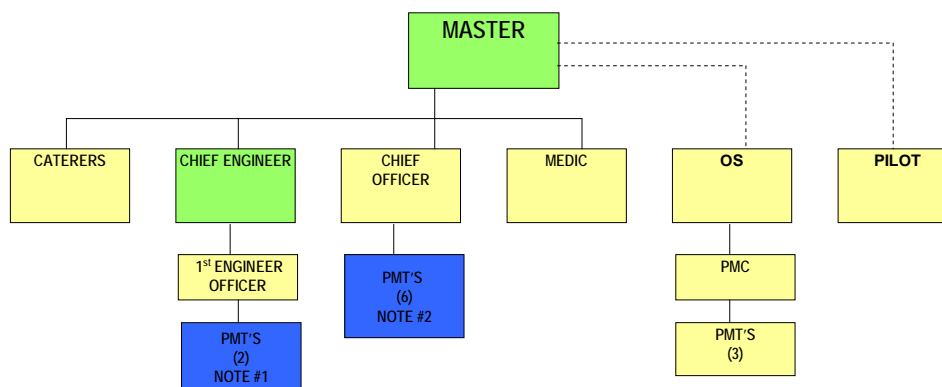 MASTER
CATERERS
CHIEF ENGINEER
CHIEF
OFFICER
MEDIC
OS
PILOT
1st ENGINEER
OFFICER
PMT'S
(6)
NOTE #2
PMC
PMT'S
(2)
NOTE #1
PMT'S
(3)